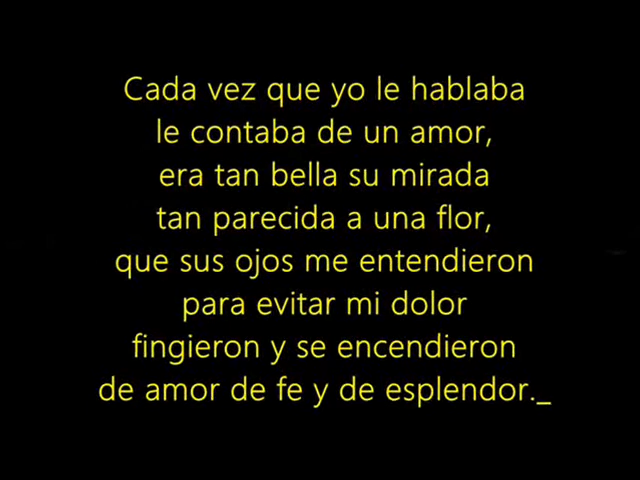 Cada vez que yo le hablaba
le contaba de un amor,
era tan bella su mirada
tan parecida a una flor,
que sus ojos me entendieron
para evitar mi dolor
fingieron y se encendieron
de amor de fe y de esplendor._